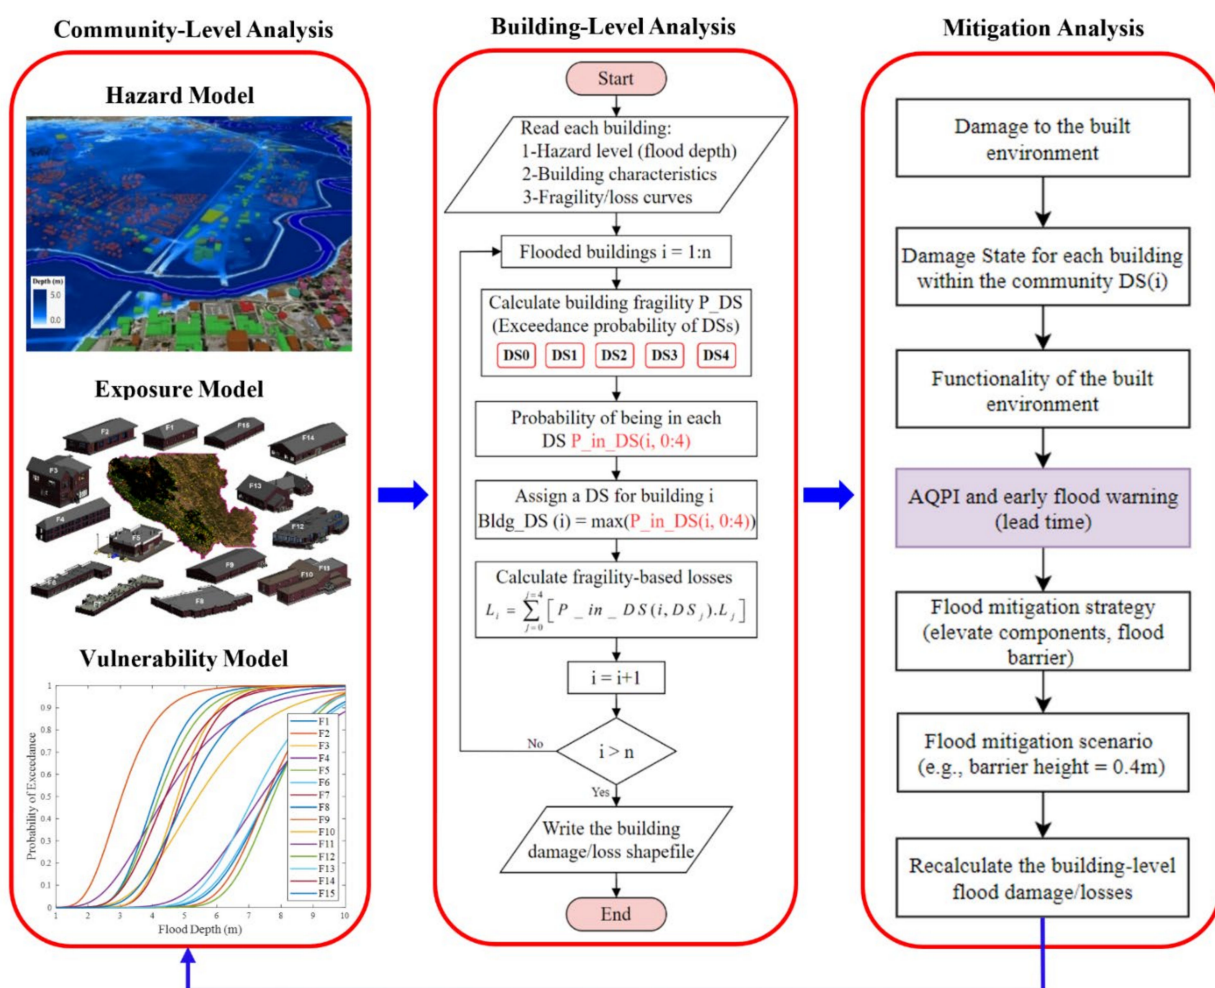 Community-Level Analysis
Hazard Model
Depth (m)
5.0
0.0
Exposure Model
F2
F1
F15
F14
F3
F13
F4
F12
F5
F9
F11
F10
F8
Vulnerability Model
Probability of Exceedance
1
0.9
0.8
0.7
0.6
0.5
0.4
0.3
0.2
0.1
0
1 2 3 4 5 6 7 8 9 10
Flood Depth (m)
F1
F2
F3
F4
F5
F6
F7
F8
F9
F10
F11
F12
F13
F14
F15
Building-Level Analysis
Start
Read each building:
1-Hazard level (flood depth)
2-Building characteristics
3-Fragility/loss curves
Flooded buildings i = 1:n
Calculate building fragility P_DS
(Exceedance probability of DSs)
DS0 DS1 DS2 DS3 DS4
Probability of being in each
DS P_in_DS(i, 0:4)
Assign a DS for building i
Bldg_DS (i) = max(P_in_DS(i, 0:4))
Calculate fragility-based losses
L_i = \sum_{j=0}^{j=4} [P_in_DS(i, DS_j).L_j]
i = i+1
i > n
No
Yes
Write the building
damage/loss shapefile
End
Mitigation Analysis
Damage to the built
environment
Damage State for each building
within the community DS(i)
Functionality of the built
environment
AQPI and early flood warning
(lead time)
Flood mitigation strategy
(elevate components, flood
barrier)
Flood mitigation scenario
(e.g., barrier height = 0.4m)
Recalculate the building-level
flood damage/losses